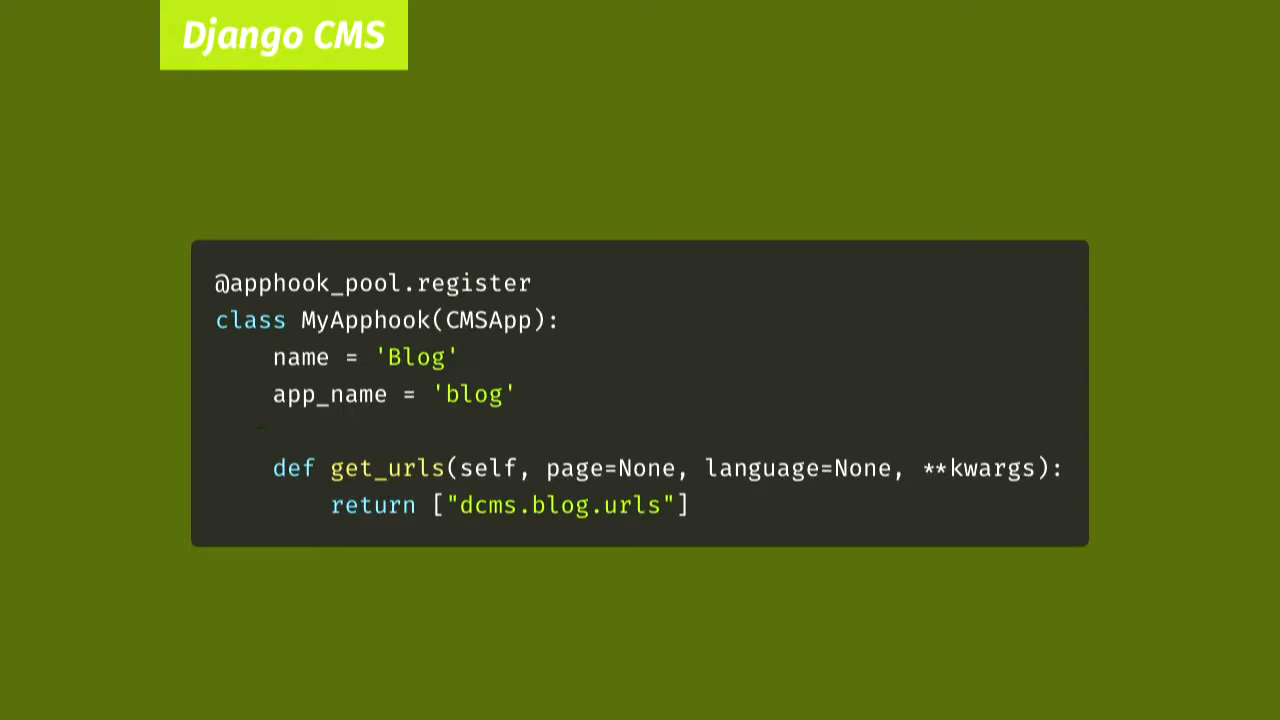 Django CMS
@apphook_pool.register
class MyApphook(CMSApp):
    name = 'Blog'
    app_name = 'blog'
    def get_urls(self, page=None, language=None, **kwargs):
        return ["dcms.blog.urls"]